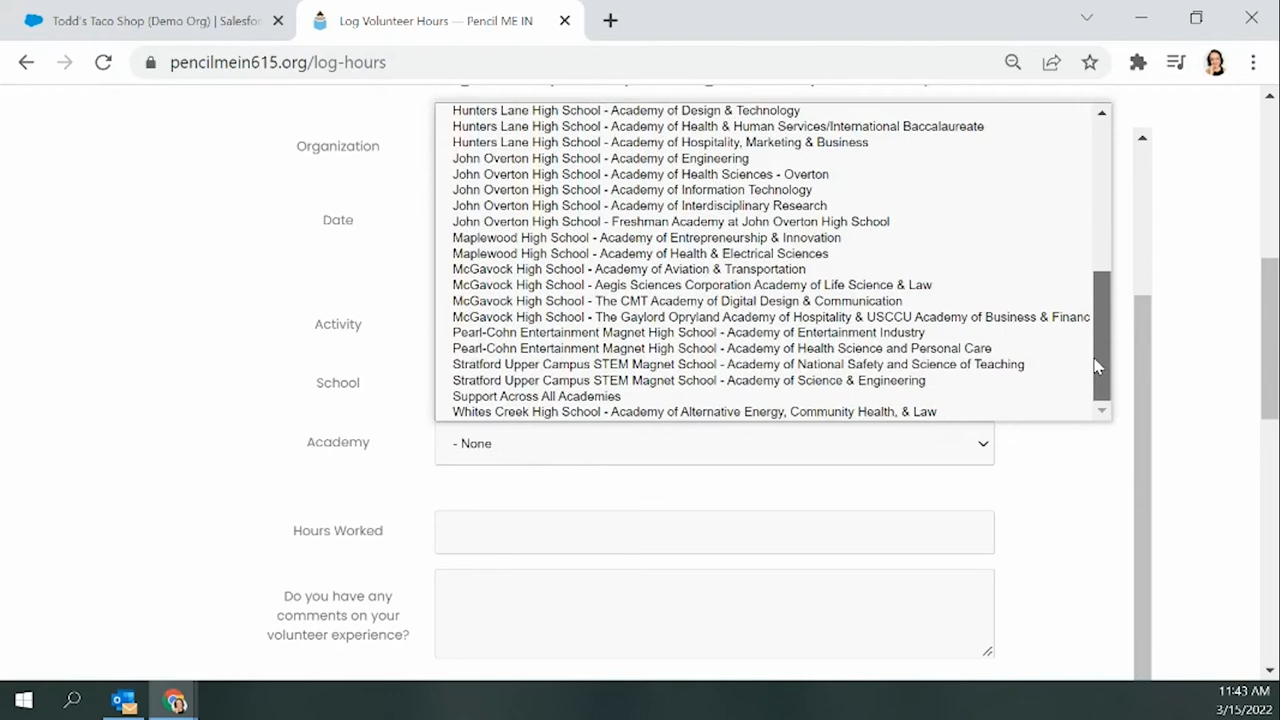 Todd's Taco Shop (Demo Org) | Salesfor
Log Volunteer Hours — Pencil ME IN
pencilmein615.org/log-hours
Hunters Lane High School - Academy of Design & Technology
Hunters Lane High School - Academy of Health & Human Services/International Baccalaureate
Hunters Lane High School - Academy of Hospitality, Marketing & Business
John Overton High School - Academy of Engineering
John Overton High School - Academy of Health Sciences - Overton
John Overton High School - Academy of Information Technology
John Overton High School - Academy of Interdisciplinary Research
John Overton High School - Freshman Academy at John Overton High School
Maplewood High School - Academy of Entrepreneurship & Innovation
Maplewood High School - Academy of Health & Electrical Sciences
McGavock High School - Academy of Aviation & Transportation
McGavock High School - Aegis Sciences Corporation Academy of Life Science & Law
McGavock High School - The CMT Academy of Digital Design & Communication
McGavock High School - The Gaylord Opryland Academy of Hospitality & USCCU Academy of Business & Financ
Pearl-Cohn Entertainment Magnet High School - Academy of Entertainment Industry
Pearl-Cohn Entertainment Magnet High School - Academy of Health Science and Personal Care
Stratford Upper Campus STEM Magnet School - Academy of National Safety and Science of Teaching
Stratford Upper Campus STEM Magnet School - Academy of Science & Engineering
Support Across All Academies
Whites Creek High School - Academy of Alternative Energy, Community Health, & Law
Organization
Date
Activity
School
Academy
- None
Hours Worked
Do you have any
comments on your
volunteer experience?
11:43 AM
3/15/2022